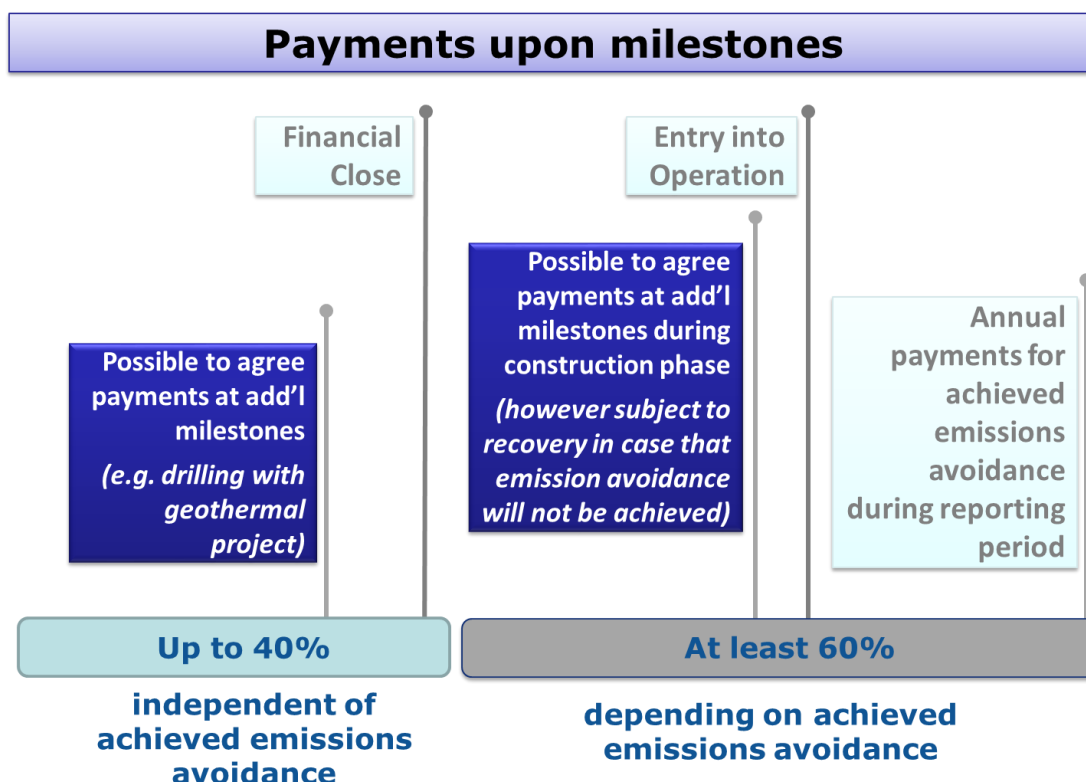 Payments upon milestones
Financial
Close
Entry into
Operation
Possible to agree
payments at add'l
milestones
(e.g. drilling with
geothermal
project)
Possible to agree
payments at add'l
milestones during
construction phase
(however subject to
recovery in case that
emission avoidance
will not be achieved)
Annual
payments for
achieved
emissions
avoidance
during reporting
period
Up to 40%
At least 60%
independent of
achieved emissions
avoidance
depending on achieved
emissions avoidance